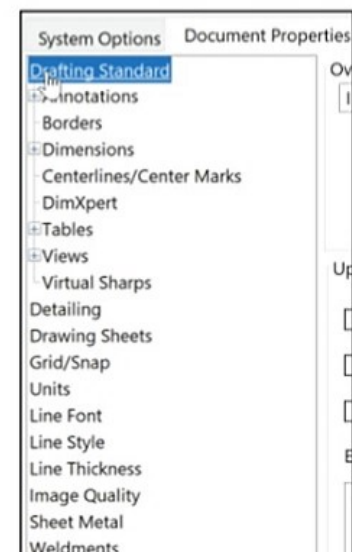 System Options Document Properties
Drafting Standard
Annotations
Borders
Dimensions
Centerlines/Center Marks
DimXpert
Tables
Views
Virtual Sharps
Detailing
Drawing Sheets
Grid/Snap
Units
Line Font
Line Style
Line Thickness
Image Quality
Sheet Metal
Weldments